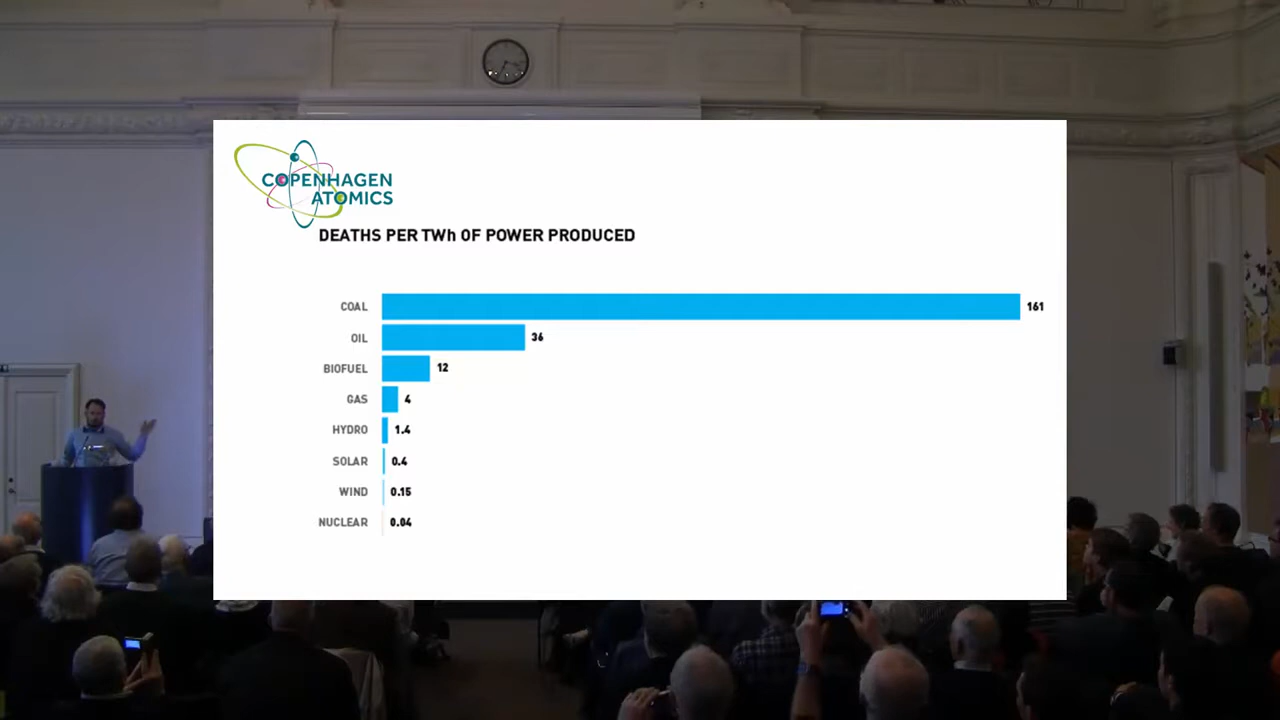 COPENHAGEN
ATOMICS
DEATHS PER TWh OF POWER PRODUCED
COAL 161
OIL 36
BIOFUEL 12
GAS 4
HYDRO 1.4
SOLAR 0.4
WIND 0.15
NUCLEAR 0.04